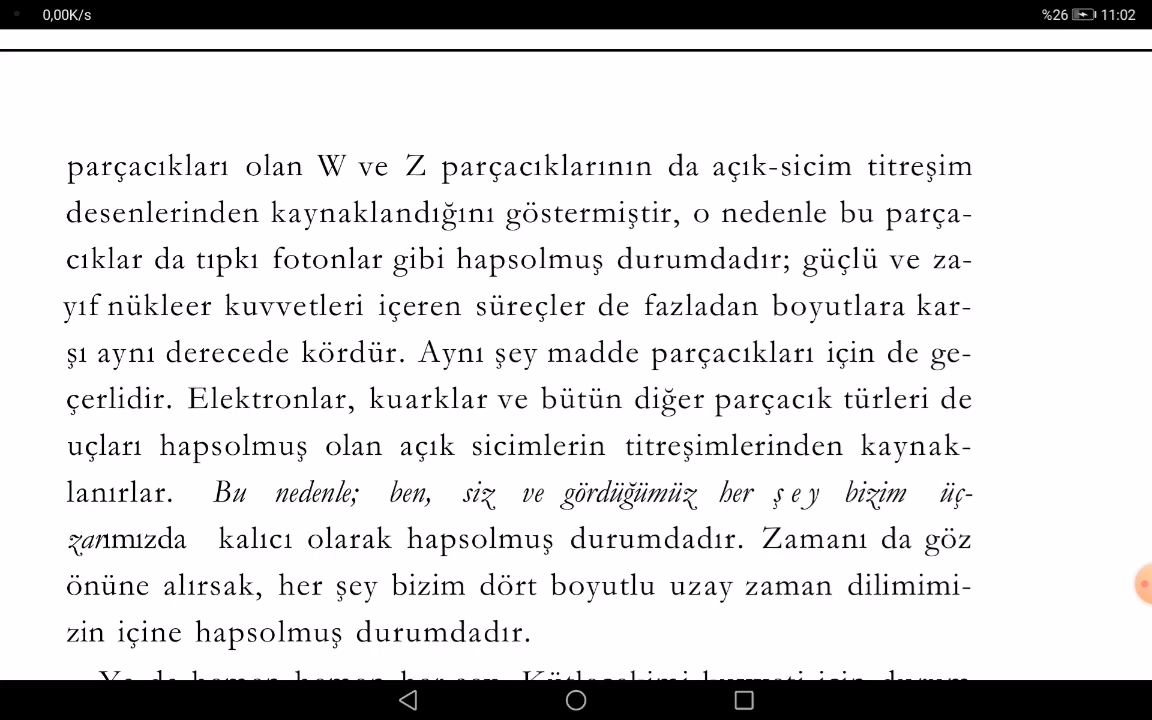 0,00K/s %26 11:02
parçacıkları olan W ve Z parçacıklarının da açık-sicim titreşim
desenlerinden kaynaklandığını göstermiştir, o nedenle bu parça-
cıklar da tıpkı fotonlar gibi hapsolmuş durumdadır; güçlü ve za-
yıf nükleer kuvvetleri içeren süreçler de fazladan boyutlara kar-
şı aynı derecede kördür. Aynı şey madde parçacıkları için de ge-
çerlidir. Elektronlar, kuarklar ve bütün diğer parçacık türleri de
uçları hapsolmuş olan açık sicimlerin titreşimlerinden kaynak-
lanırlar. Bu nedenle; ben, siz ve gördüğümüz her şey bizim üç-
zarımızda kalıcı olarak hapsolmuş durumdadır. Zamanı da göz
önüne alırsak, her şey bizim dört boyutlu uzay zaman dilimimi-
zin içine hapsolmuş durumdadır.